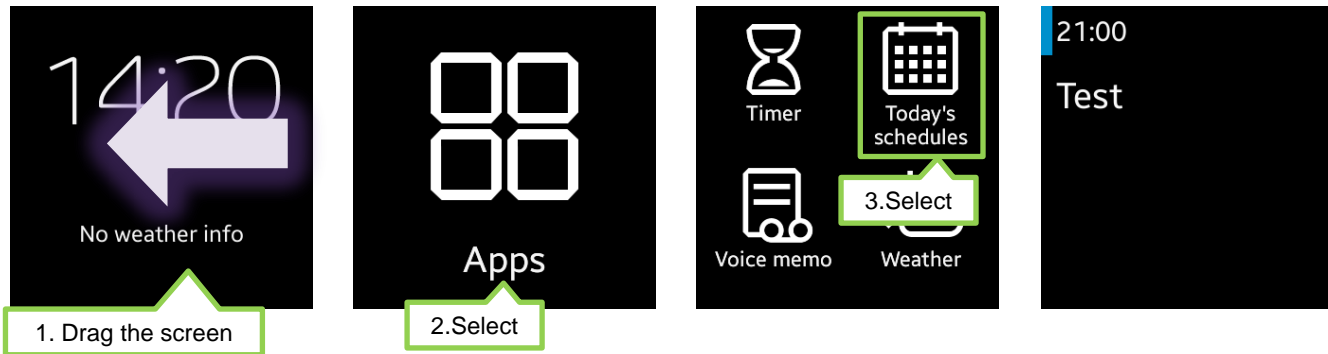 14:20
No weather info
1. Drag the screen
Apps
2.Select
Timer
Today's
schedules
3.Select
Voice memo
Weather
21:00
Test